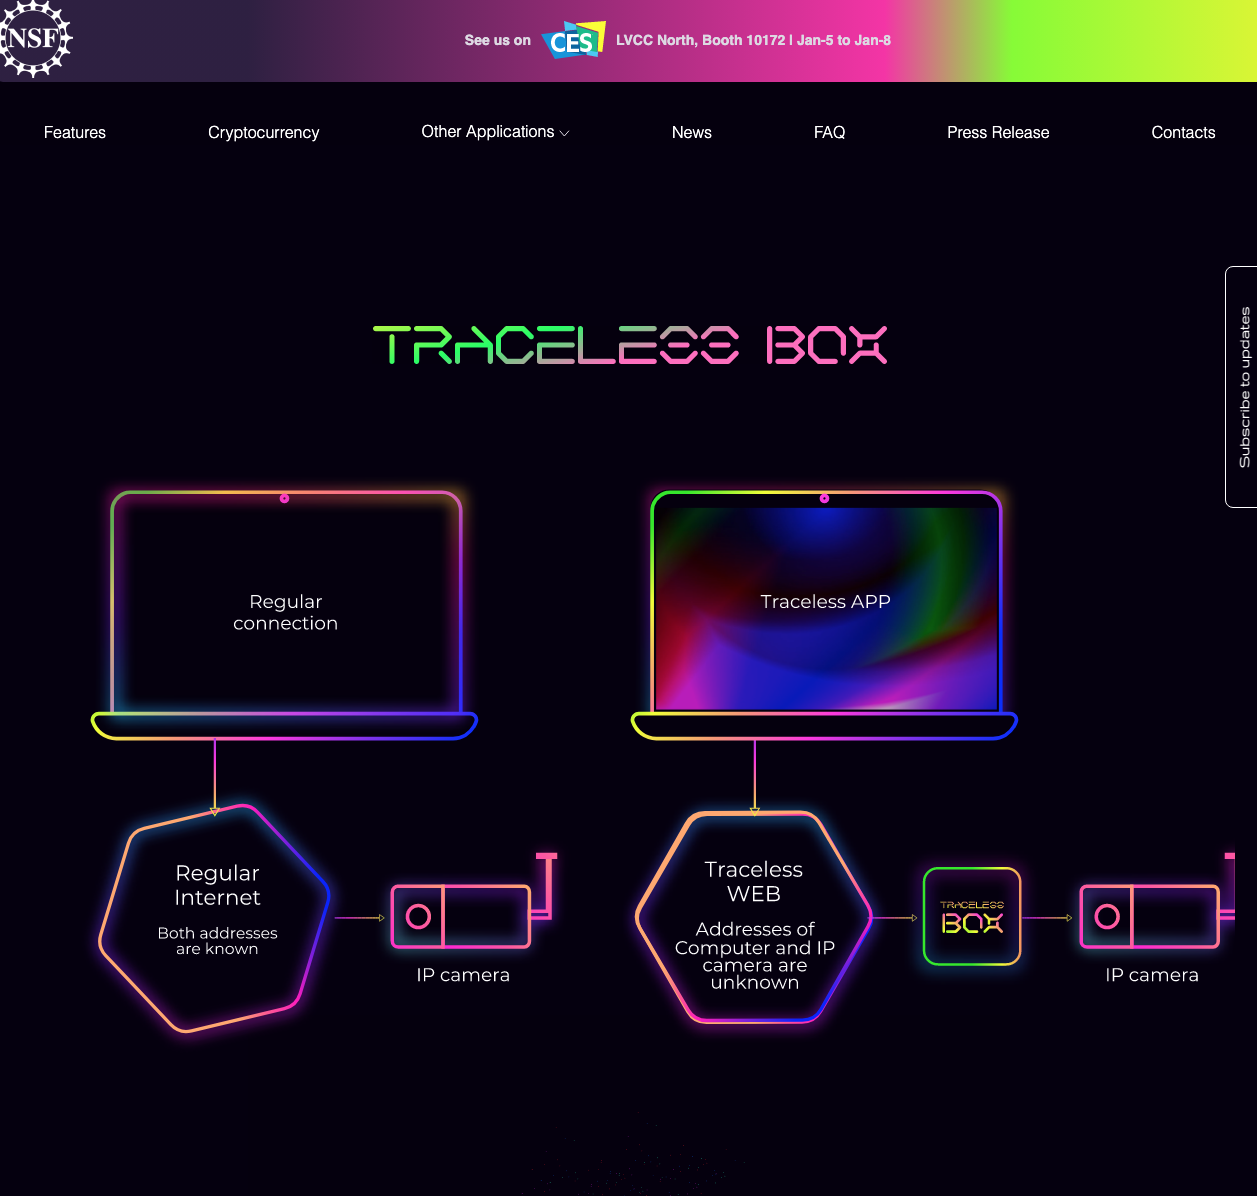 NSF
See us on CES LVCC North, Booth 10172 | Jan-5 to Jan-8
Features Cryptocurrency Other Applications News FAQ Press Release Contacts
Subscribe to updates
TRACELESS BOX
Regular
connection
Traceless APP
Regular
Internet
Both addresses
are known
IP camera
Traceless
WEB
Addresses of
Computer and IP
camera are
unknown
TRACELESS
BOX
IP camera